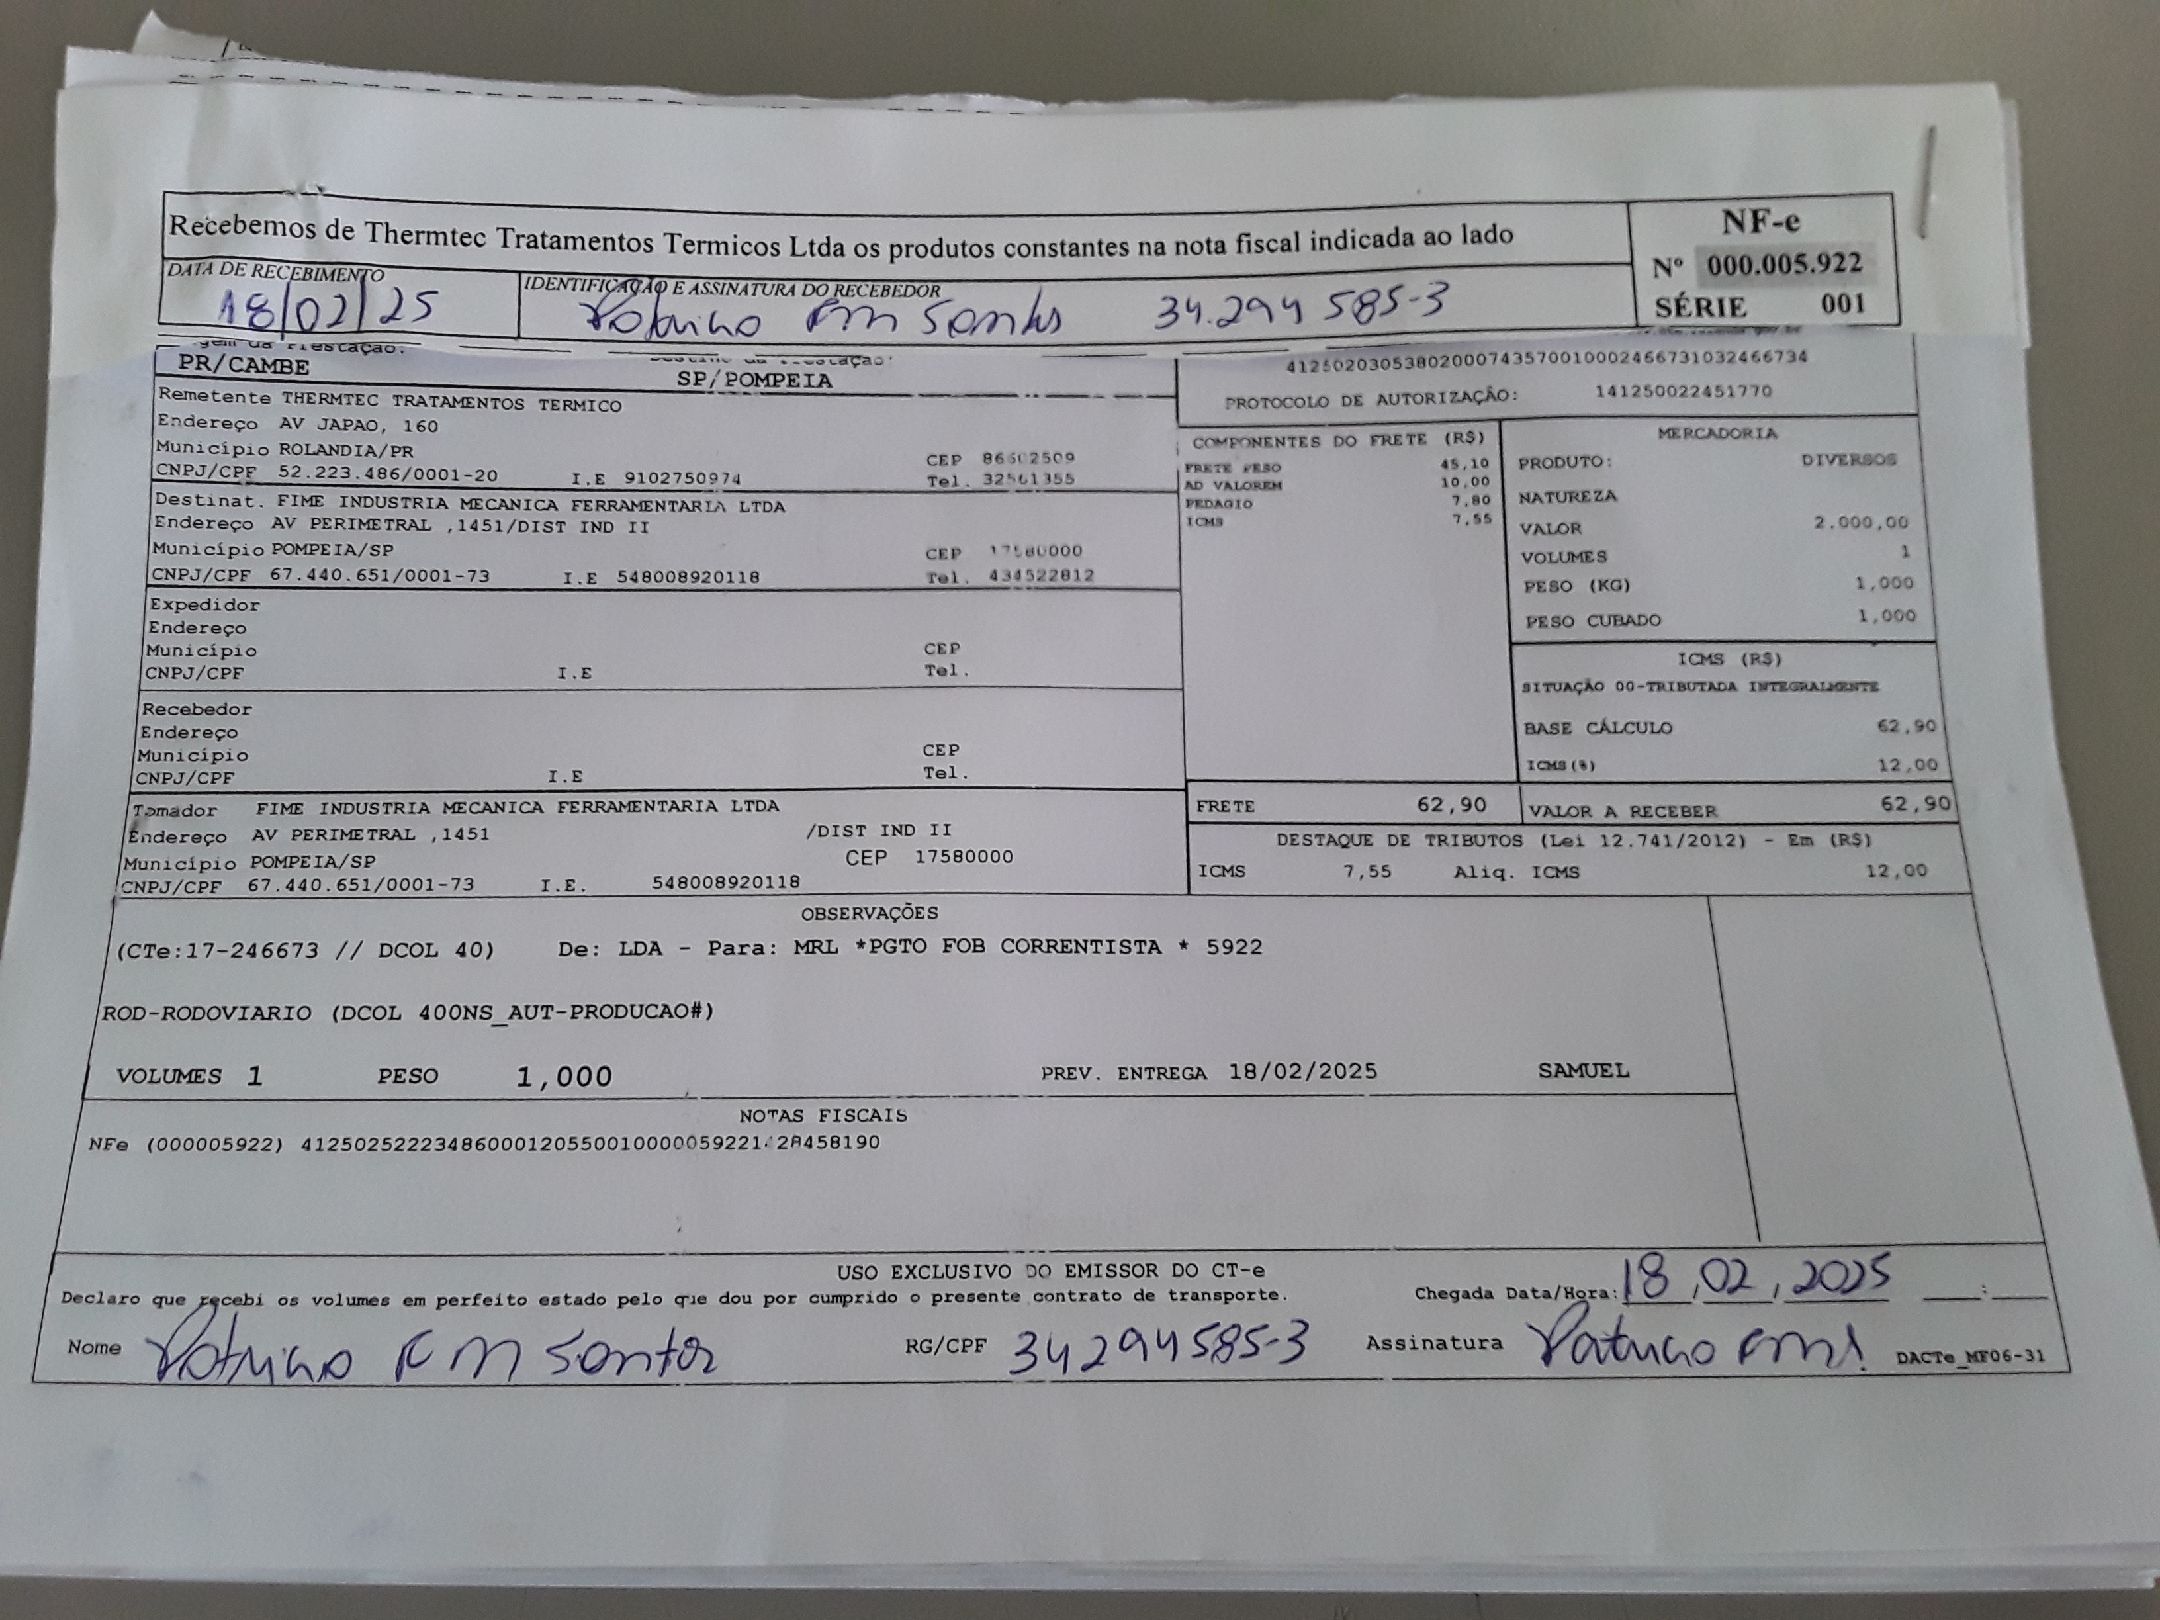 Recebemos de Thermtec Tratamentos Termicos Ltda os produtos constantes na nota fiscal indicada ao lado
NF-e
Nº 000.005.922
SÉRIE 001
DATA DE RECEBIMENTO
18/02/25
IDENTIFICAÇÃO E ASSINATURA DO RECEBEDOR
34.294 585-3
PR/CAMBE
SP/POMPEIA
41250203053802000743570010002466731032466734
PROTOCOLO DE AUTORIZAÇÃO: 141250022451770
Remetente THERMTEC TRATAMENTOS TERMICO
Endereço AV JAPAO, 160
Município ROLANDIA/PR CEP 86602509
CNPJ/CPF 52.223.486/0001-20 I.E 9102750974 Tel. 32561355
Destinat. FIME INDUSTRIA MECANICA FERRAMENTARIA LTDA
Endereço AV PERIMETRAL ,1451/DIST IND II
Município POMPEIA/SP CEP 17580000
CNPJ/CPF 67.440.651/0001-73 I.E 548008920118 Tel. 434522812
Expedidor
Endereço
Município CEP
CNPJ/CPF I.E Tel.
Recebedor
Endereço
Município CEP
CNPJ/CPF I.E Tel.
Tomador FIME INDUSTRIA MECANICA FERRAMENTARIA LTDA
Endereço AV PERIMETRAL ,1451 /DIST IND II
Município POMPEIA/SP CEP 17580000
CNPJ/CPF 67.440.651/0001-73 I.E. 548008920118
COMPONENTES DO FRETE (R$)
FRETE PESO 45,10
AD VALOREM 10,00
PEDAGIO 7,80
ICMS 7,55
MERCADORIA
PRODUTO: DIVERSOS
NATUREZA
VALOR 2.000,00
VOLUMES 1
PESO (KG) 1,000
PESO CUBADO 1,000
ICMS (R$)
SITUAÇÃO 00-TRIBUTADA INTEGRALMENTE
BASE CÁLCULO 62,90
ICMS(%) 12,00
FRETE 62,90
VALOR A RECEBER 62,90
DESTAQUE DE TRIBUTOS (Lei 12.741/2012) - Em (R$)
ICMS 7,55 Aliq. ICMS 12,00
OBSERVAÇÕES
(CTe:17-246673 // DCOL 40) De: LDA - Para: MRL *PGTO FOB CORRENTISTA * 5922
ROD-RODOVIARIO (DCOL 400NS_AUT-PRODUCAO#)
VOLUMES 1 PESO 1,000 PREV. ENTREGA 18/02/2025 SAMUEL
NOTAS FISCAIS
NFe (000005922)
USO EXCLUSIVO DO EMISSOR DO CT-e
Declaro que recebi os volumes em perfeito estado pelo que dou por cumprido o presente contrato de transporte.
Chegada Data/Hora: 18,02,2025 __:__
Nome
RG/CPF 34294585-3
Assinatura
DACTe_MF06-31